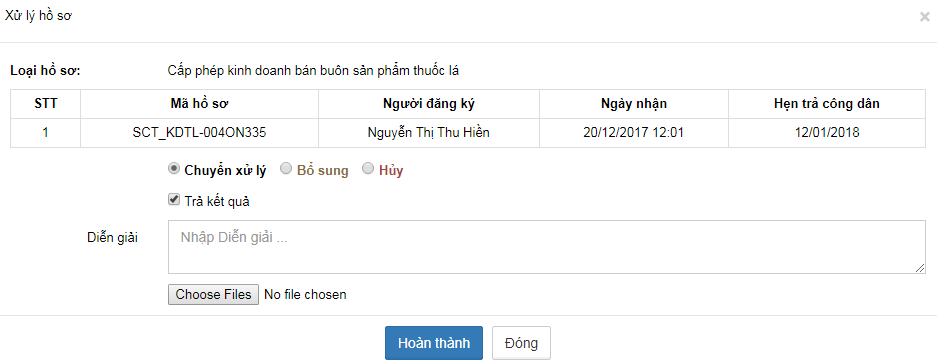 Xử lý hồ sơ ×
Loại hồ sơ: Cấp phép kinh doanh bán buôn sản phẩm thuốc lá
STT Mã hồ sơ Người đăng ký Ngày nhận Hẹn trả công dân
1 SCT_KDTL-004ON335 Nguyễn Thị Thu Hiền 20/12/2017 12:01 12/01/2018
Chuyển xử lý Bổ sung Hủy
Trả kết quả
Diễn giải Nhập Diễn giải ...
Choose Files No file chosen
Hoàn thành Đóng